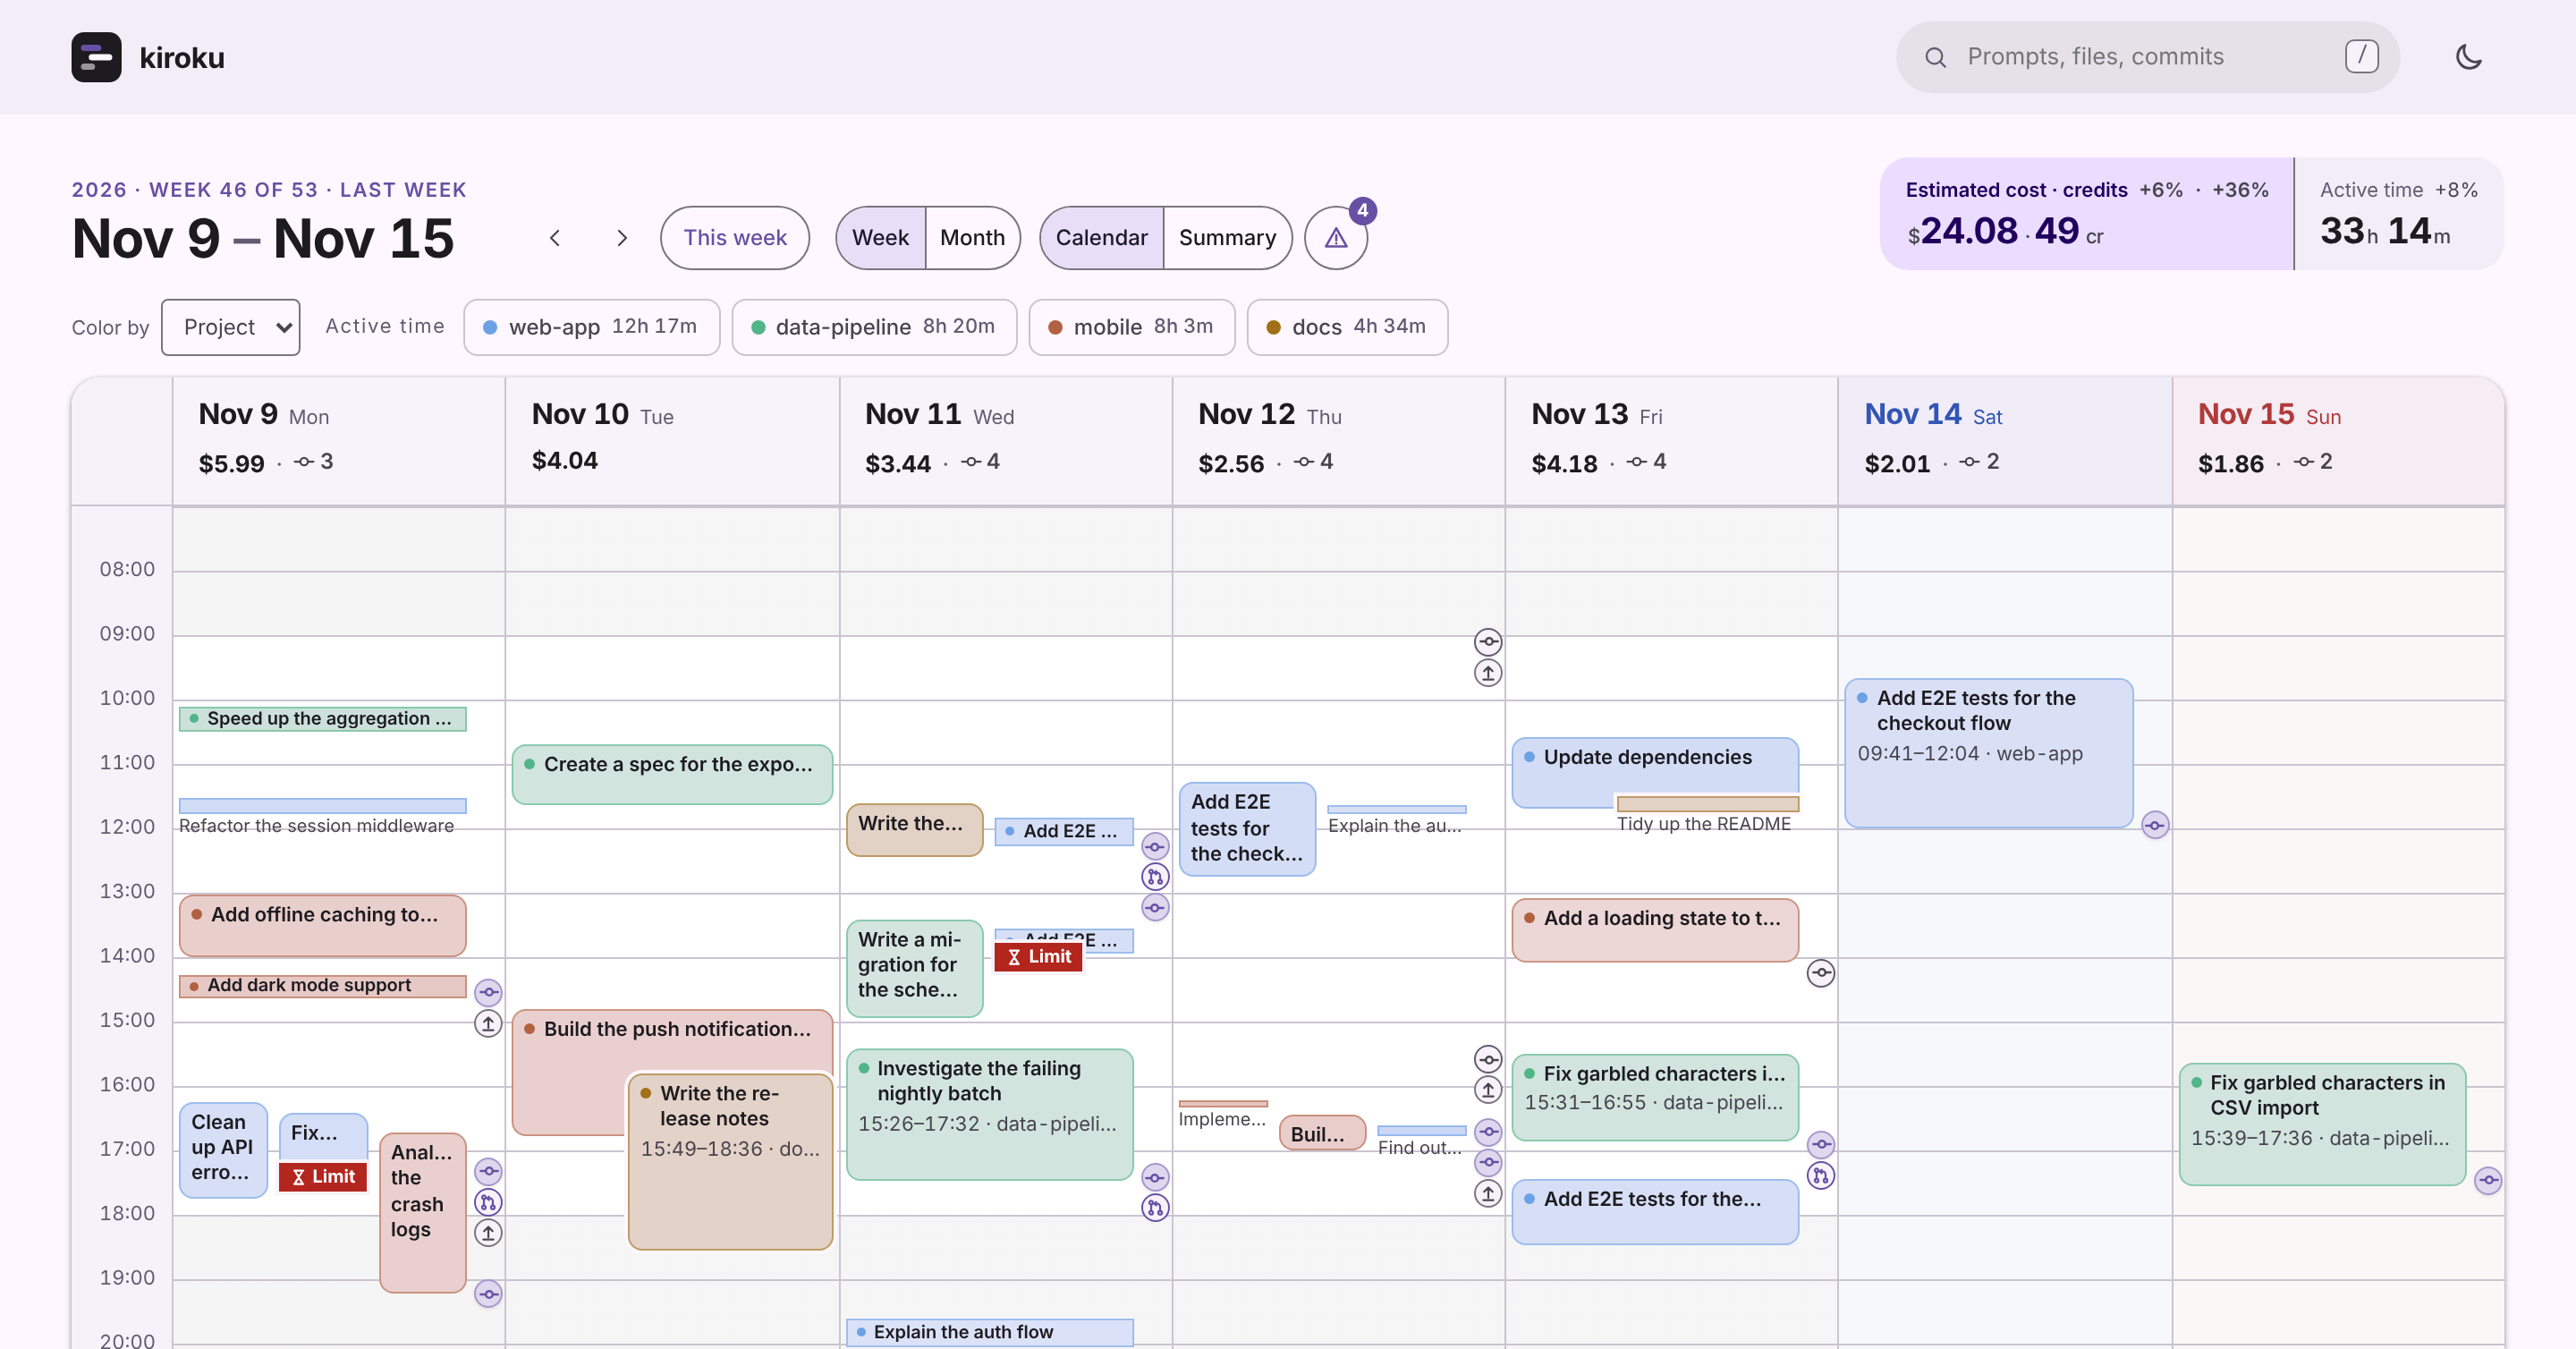 kiroku
Prompts, files, commits
/
2026 · WEEK 46 OF 53 · LAST WEEK
Nov 9 – Nov 15
This week
Week
Month
Calendar
Summary
4
Estimated cost · credits +6% · +36%
$24.08 · 49 cr
Active time +8%
33h 14m
Color by
Project
Active time
web-app 12h 17m
data-pipeline 8h 20m
mobile 8h 3m
docs 4h 34m
Nov 9 Mon
$5.99 · 3
Nov 10 Tue
$4.04
Nov 11 Wed
$3.44 · 4
Nov 12 Thu
$2.56 · 4
Nov 13 Fri
$4.18 · 4
Nov 14 Sat
$2.01 · 2
Nov 15 Sun
$1.86 · 2
08:00
09:00
10:00
11:00
12:00
13:00
14:00
15:00
16:00
17:00
18:00
19:00
20:00
Speed up the aggregation ...
Refactor the session middleware
Add offline caching to...
Add dark mode support
Clean
up API
erro...
Fix...
Limit
Anal...
the
crash
logs
Create a spec for the expo...
Build the push notification...
Write the re-
lease notes
15:49–18:36 · do...
Write the...
Add E2E ...
Write a mi-
gration for
the sche...
Add E2E ...
Limit
Investigate the failing
nightly batch
15:26–17:32 · data-pipeli...
Explain the auth flow
Add E2E
tests for
the check...
Explain the au...
Impleme...
Buil...
Find out...
Update dependencies
Tidy up the README
Add a loading state to t...
Fix garbled characters i...
15:31–16:55 · data-pipeli...
Add E2E tests for the...
Add E2E tests for the
checkout flow
09:41–12:04 · web-app
Fix garbled characters in
CSV import
15:39–17:36 · data-pipeli...